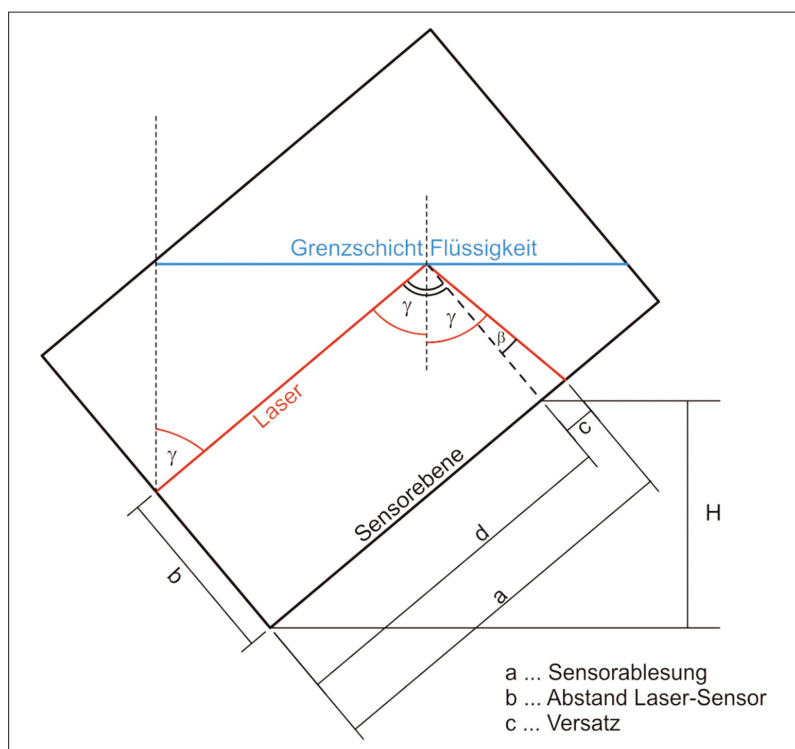 Grenzschicht Flüssigkeit
γ
γ
β
Laser
γ
c
Sensorebene
H
d
b
a
a ... Sensorablesung
b ... Abstand Laser-Sensor
c ... Versatz